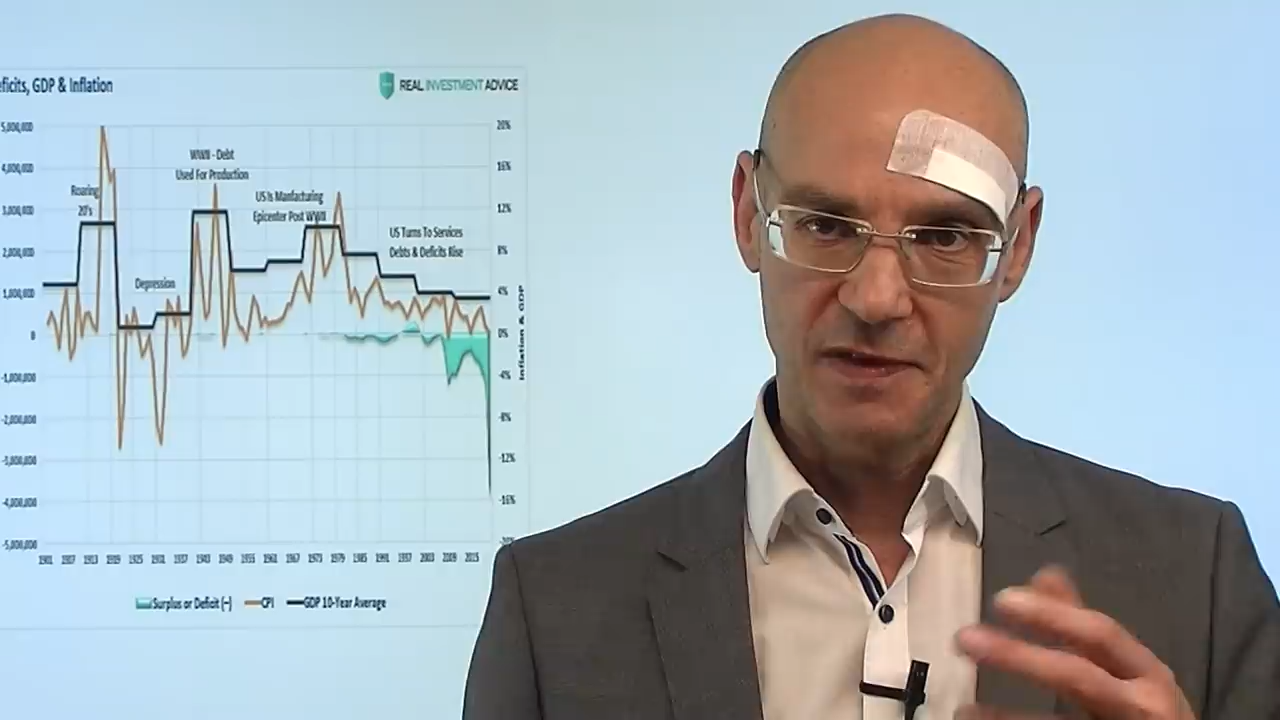 eficits, GDP & Inflation
REAL INVESTMENT ADVICE
5,000,000
4,000,000
3,000,000
2,000,000
1,000,000
0
-1,000,000
-2,000,000
-3,000,000
-4,000,000
-5,000,000
Roaring
20's
Depression
WWII - Debt
Used For Production
US Is Manfacturing
Epicenter Post WWII
US Turns To Services
Debts & Deficits Rise
20%
16%
12%
8%
4%
0%
-4%
-8%
-12%
-16%
-20%
Inflation & GDP
1901 1907 1913 1919 1925 1931 1937 1943 1949 1955 1961 1967 1973 1979 1985 1991 1997 2003 2009 2015
Surplus or Deficit (-) CPI GDP 10-Year Average